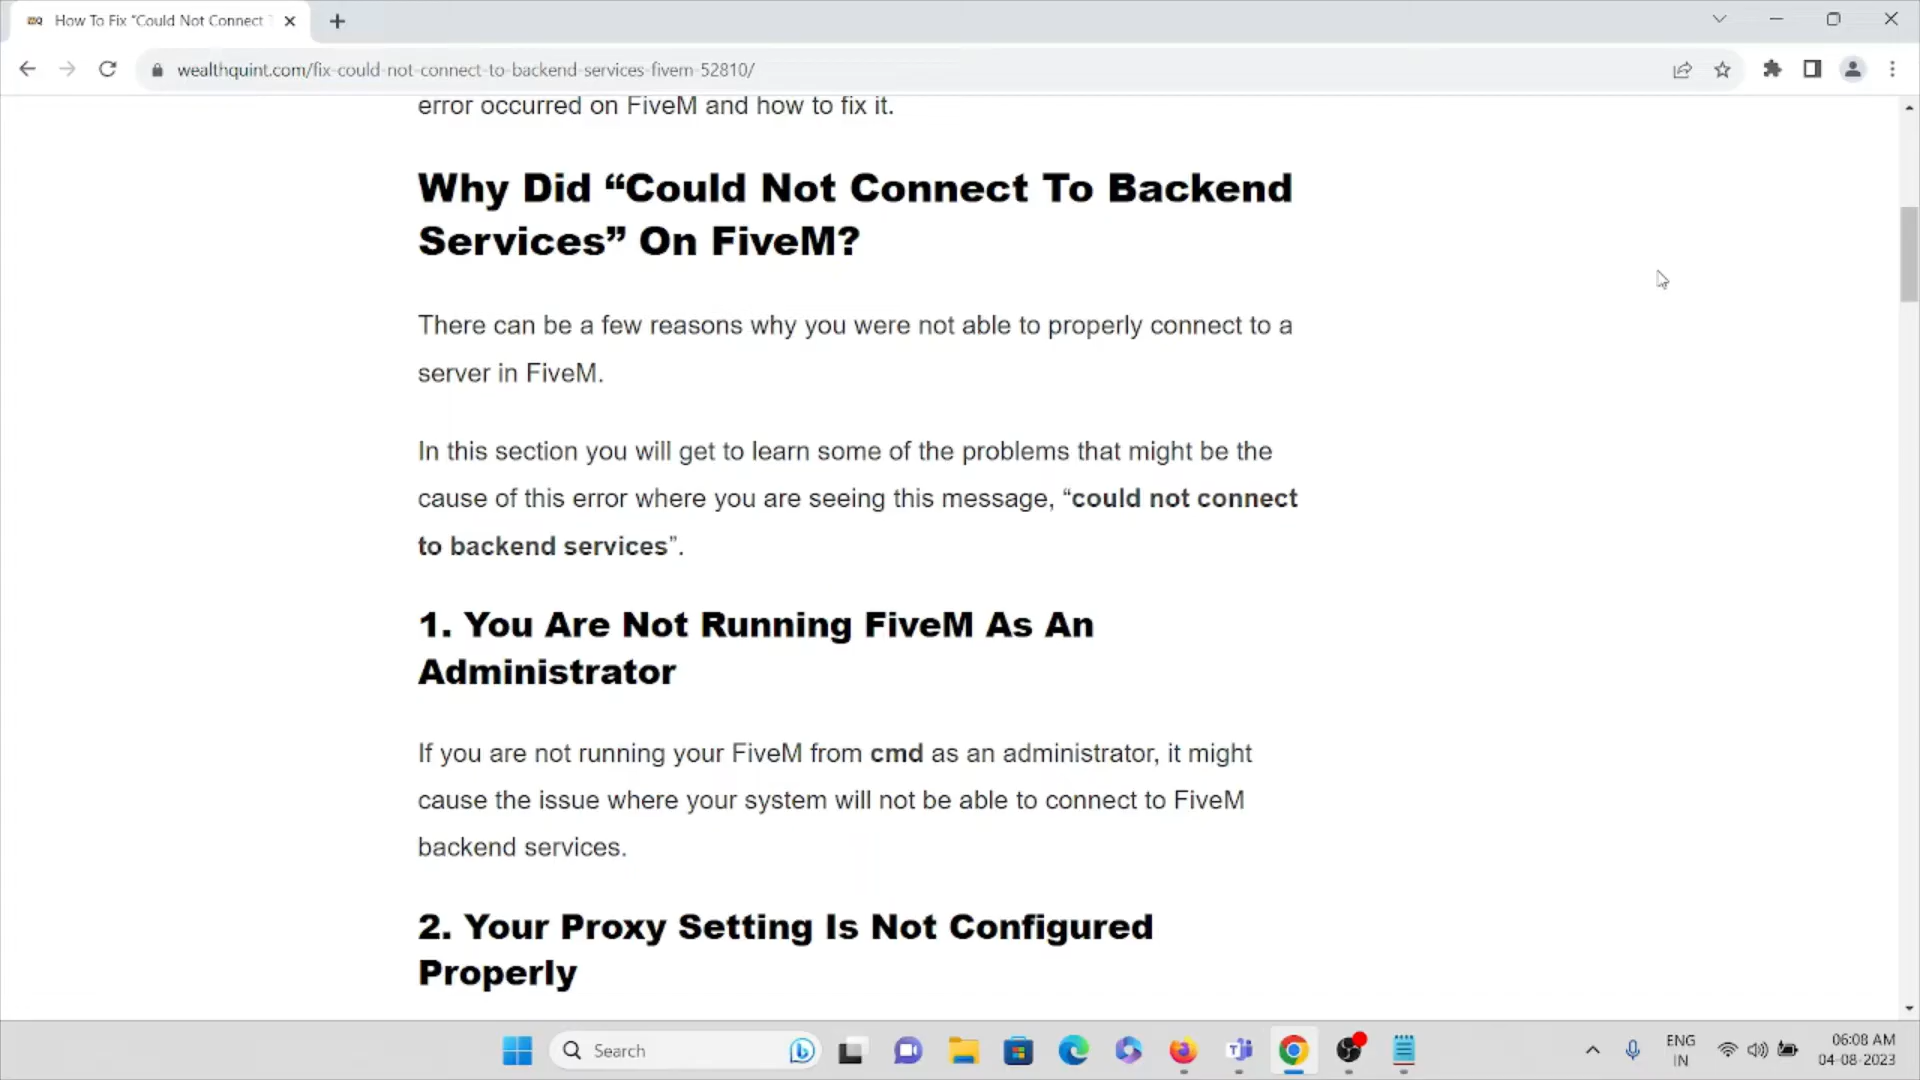 How To Fix “Could Not Connect T
wealthquint.com/fix-could-not-connect-to-backend-services-fivem-52810/
error occurred on FiveM and how to fix it.
Why Did “Could Not Connect To Backend
Services” On FiveM?
There can be a few reasons why you were not able to properly connect to a
server in FiveM.
In this section you will get to learn some of the problems that might be the
cause of this error where you are seeing this message, “could not connect
to backend services”.
1. You Are Not Running FiveM As An
Administrator
If you are not running your FiveM from cmd as an administrator, it might
cause the issue where your system will not be able to connect to FiveM
backend services.
2. Your Proxy Setting Is Not Configured
Properly
Search
ENG
IN
06:08 AM
04-08-2023